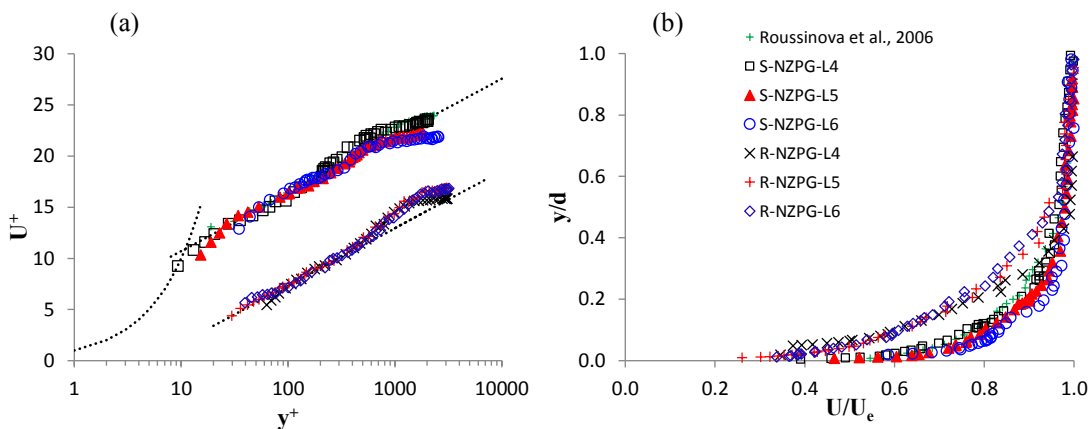 (a)
30
25
20
15
10
5
0
U+
1
10
100
1000
10000
y+
(b)
1.0
0.8
0.6
0.4
0.2
0.0
y/d
Roussinova et al., 2006
S-NZPG-L4
S-NZPG-L5
S-NZPG-L6
R-NZPG-L4
R-NZPG-L5
R-NZPG-L6
0.0
0.2
0.4
0.6
0.8
1.0
U/Ue